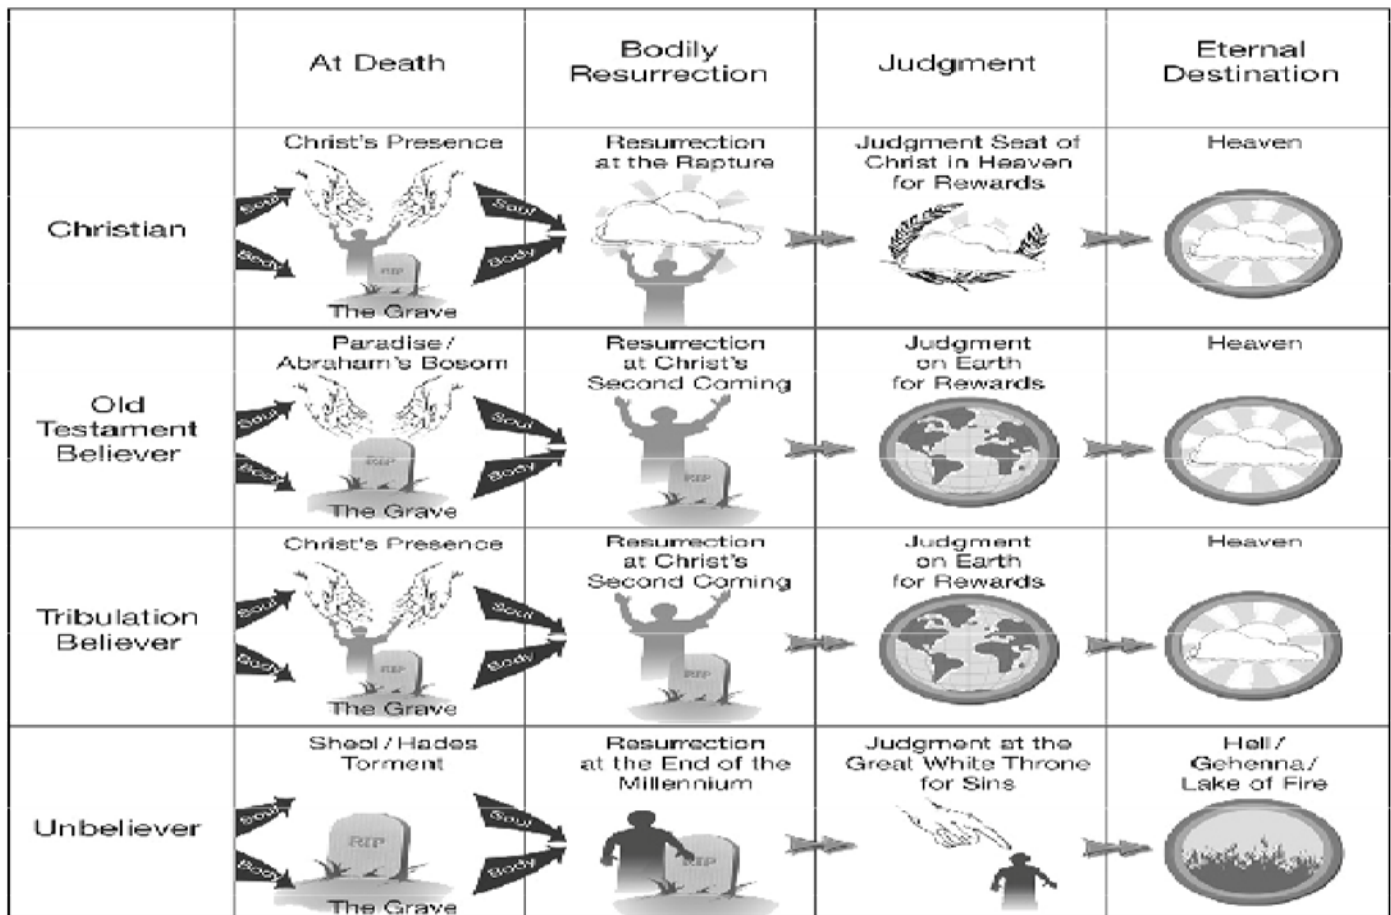 At Death
Bodily
Resurrection
Judgment
Eternal
Destination
Christian
Christ's Presence
Soul
Body
RIP
The Grave
Soul
Body
Resurrection
at the Rapture
Judgment Seat of
Christ in Heaven
for Rewards
Heaven
Old
Testament
Believer
Paradise/
Abraham's Bosom
Soul
Body
RIP
The Grave
Soul
Body
Resurrection
at Christ's
Second Coming
RIP
Judgment
on Earth
for Rewards
Heaven
Tribulation
Believer
Christ's Presence
Soul
Body
RIP
The Grave
Soul
Body
Resurrection
at Christ's
Second Coming
RIP
Judgment
on Earth
for Rewards
Heaven
Unbeliever
Sheol/Hades
Torment
Soul
Body
RIP
The Grave
Soul
Body
Resurrection
at the End of the
Millennium
RIP
Judgment at the
Great White Throne
for Sins
Hell/
Gehenna/
Lake of Fire